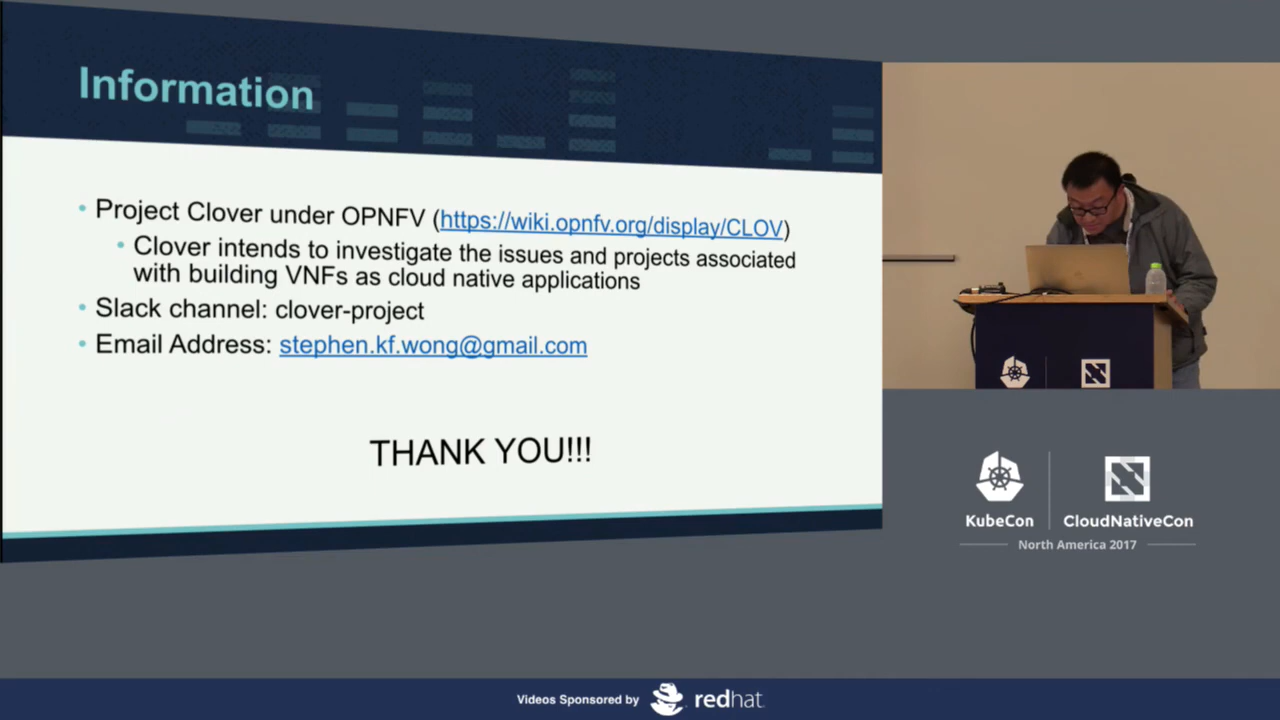 Information
• Project Clover under OPNFV (https://wiki.opnfv.org/display/CLOV)
• Clover intends to investigate the issues and projects associated
with building VNFs as cloud native applications
• Slack channel: clover-project
• Email Address: stephen.kf.wong@gmail.com
THANK YOU!!!
KubeCon
CloudNativeCon
North America 2017
Videos Sponsored by
redhat